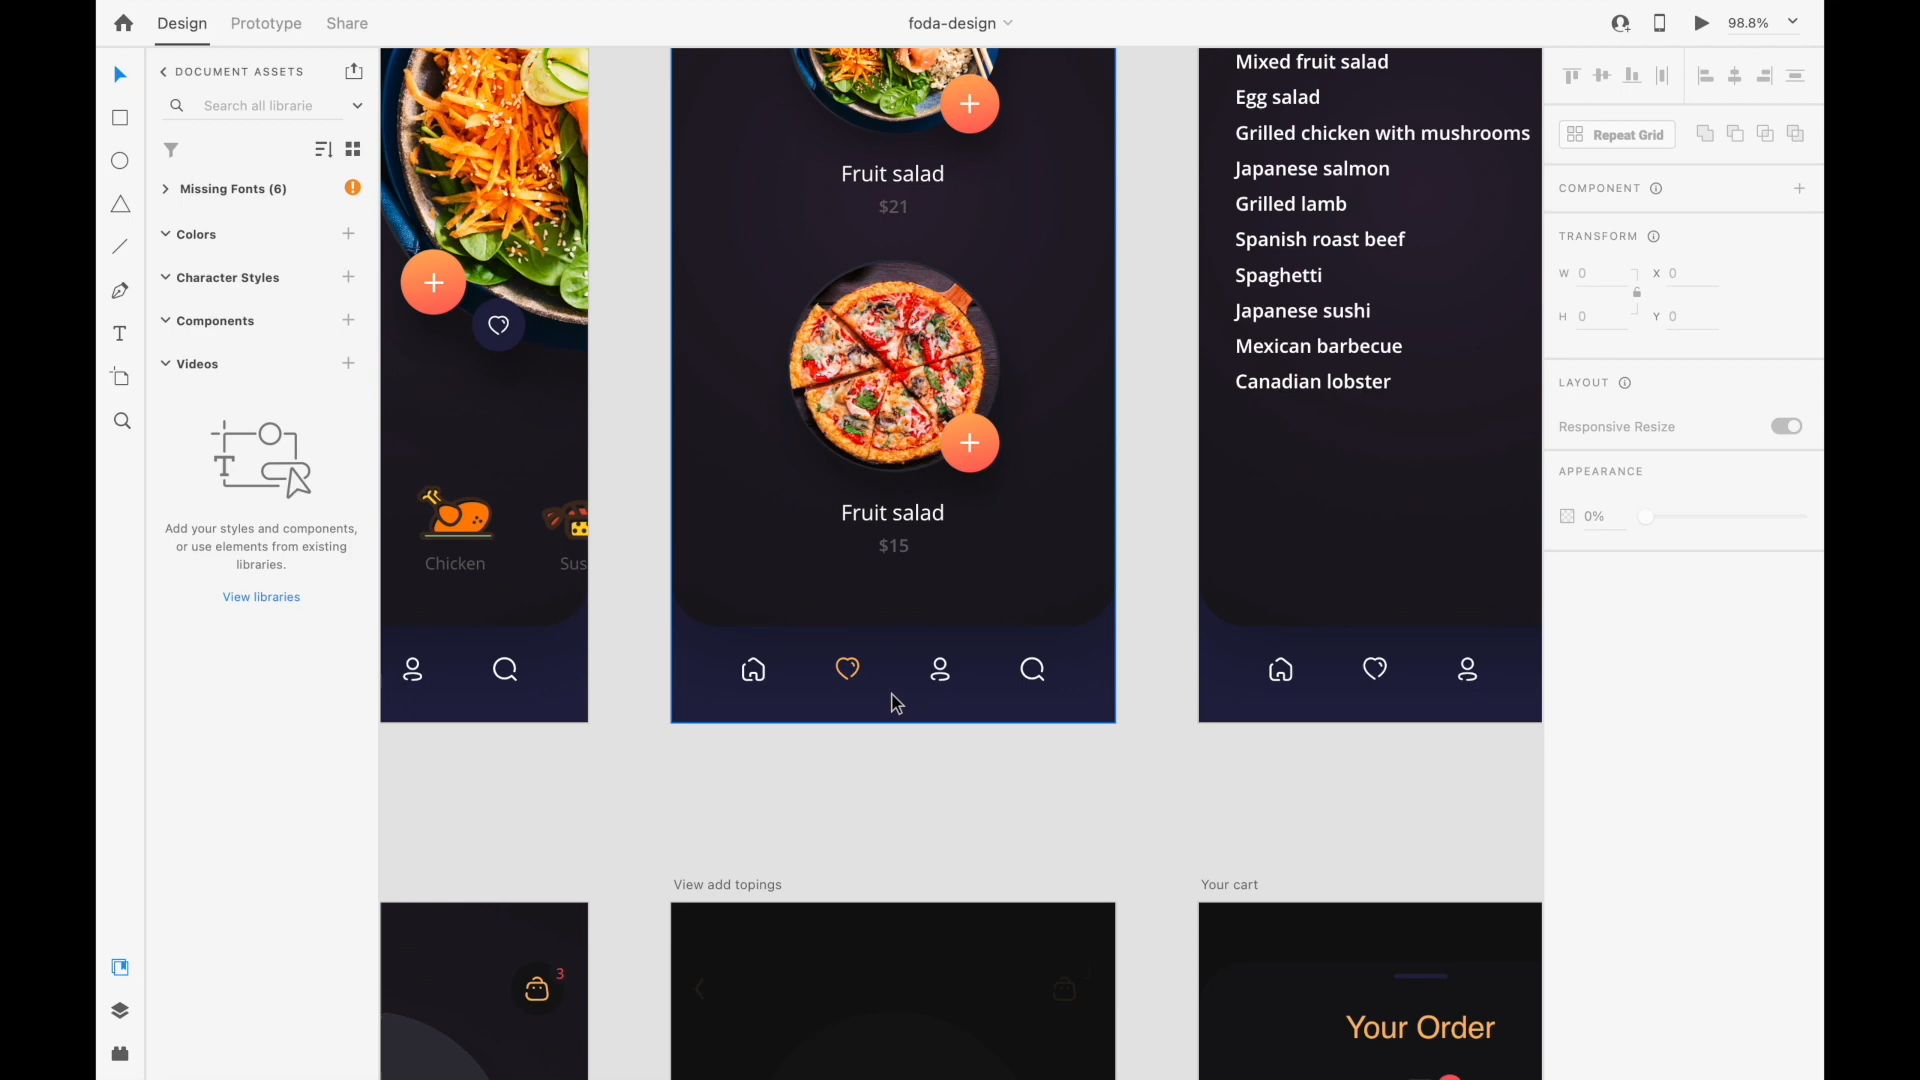 Design
Prototype
Share
foda-design
98.8%
DOCUMENT ASSETS
Search all librarie
Missing Fonts (6)
Colors
Character Styles
Components
Videos
T
Add your styles and components,
or use elements from existing
libraries.
View libraries
Chicken
Sus
Fruit salad
$21
Fruit salad
$15
Mixed fruit salad
Egg salad
Grilled chicken with mushrooms
Japanese salmon
Grilled lamb
Spanish roast beef
Spaghetti
Japanese sushi
Mexican barbecue
Canadian lobster
View add topings
Your cart
3
Your Order
Repeat Grid
COMPONENT
TRANSFORM
W 0
X 0
H 0
Y 0
LAYOUT
Responsive Resize
APPEARANCE
0%